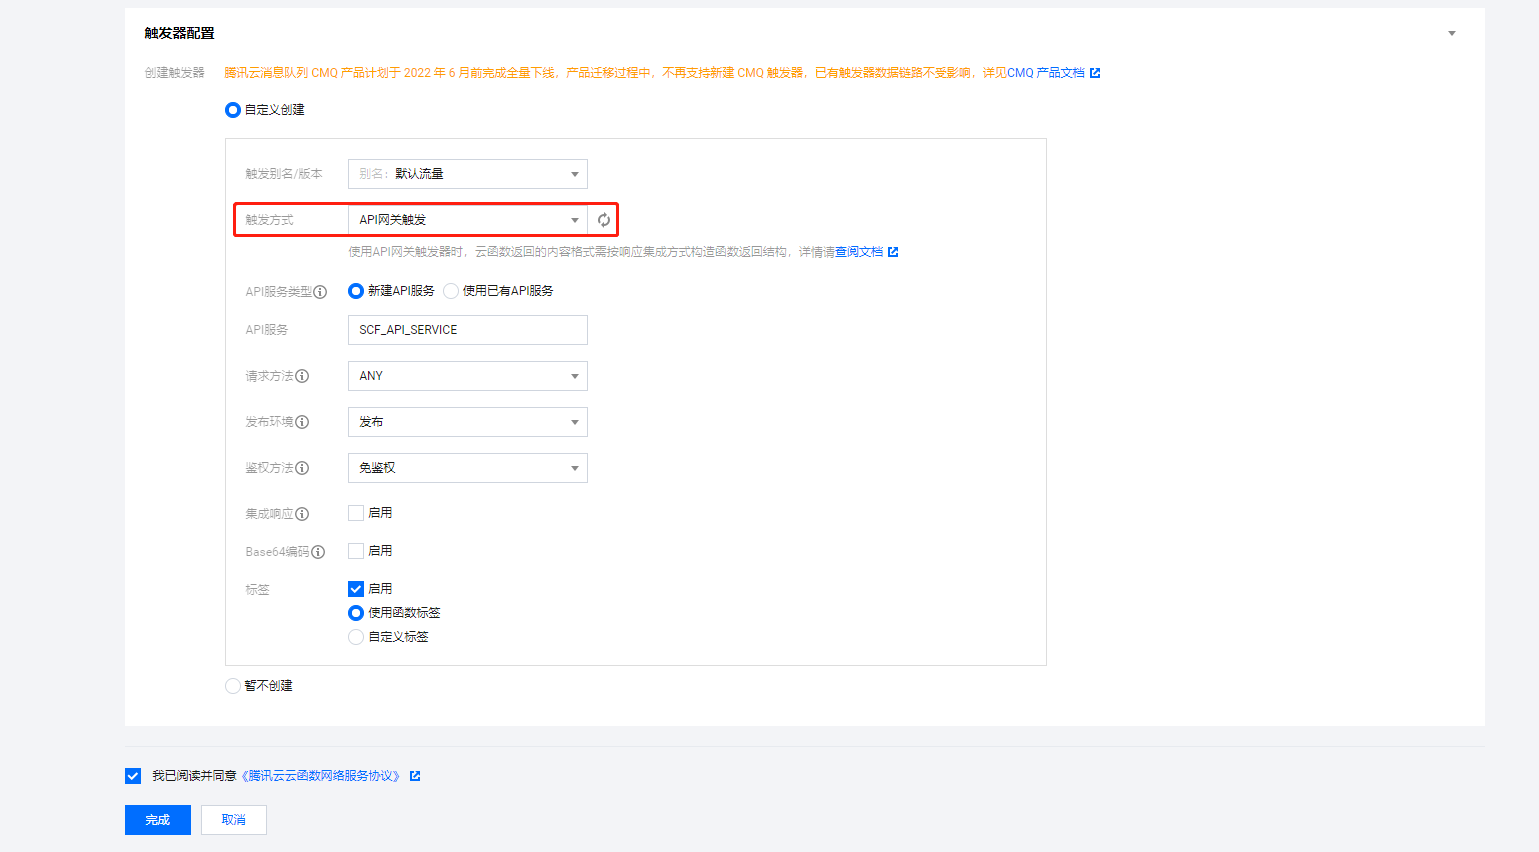 触发器配置
创建触发器 腾讯云消息队列 CMQ 产品计划于 2022 年 6 月前完成全量下线，产品迁移过程中，不再支持新建 CMQ 触发器，已有触发器数据链路不受影响，详见CMQ 产品文档
自定义创建
触发别名/版本 别名：默认流量
触发方式 API网关触发
使用API网关触发器时，云函数返回的内容格式需按响应集成方式构造函数返回结构，详情请查阅文档
API服务类型 新建API服务 使用已有API服务
API服务 SCF_API_SERVICE
请求方法 ANY
发布环境 发布
鉴权方法 免鉴权
集成响应 启用
Base64编码 启用
标签 启用
使用函数标签
自定义标签
暂不创建
我已阅读并同意《腾讯云云函数网络服务协议》
完成 取消